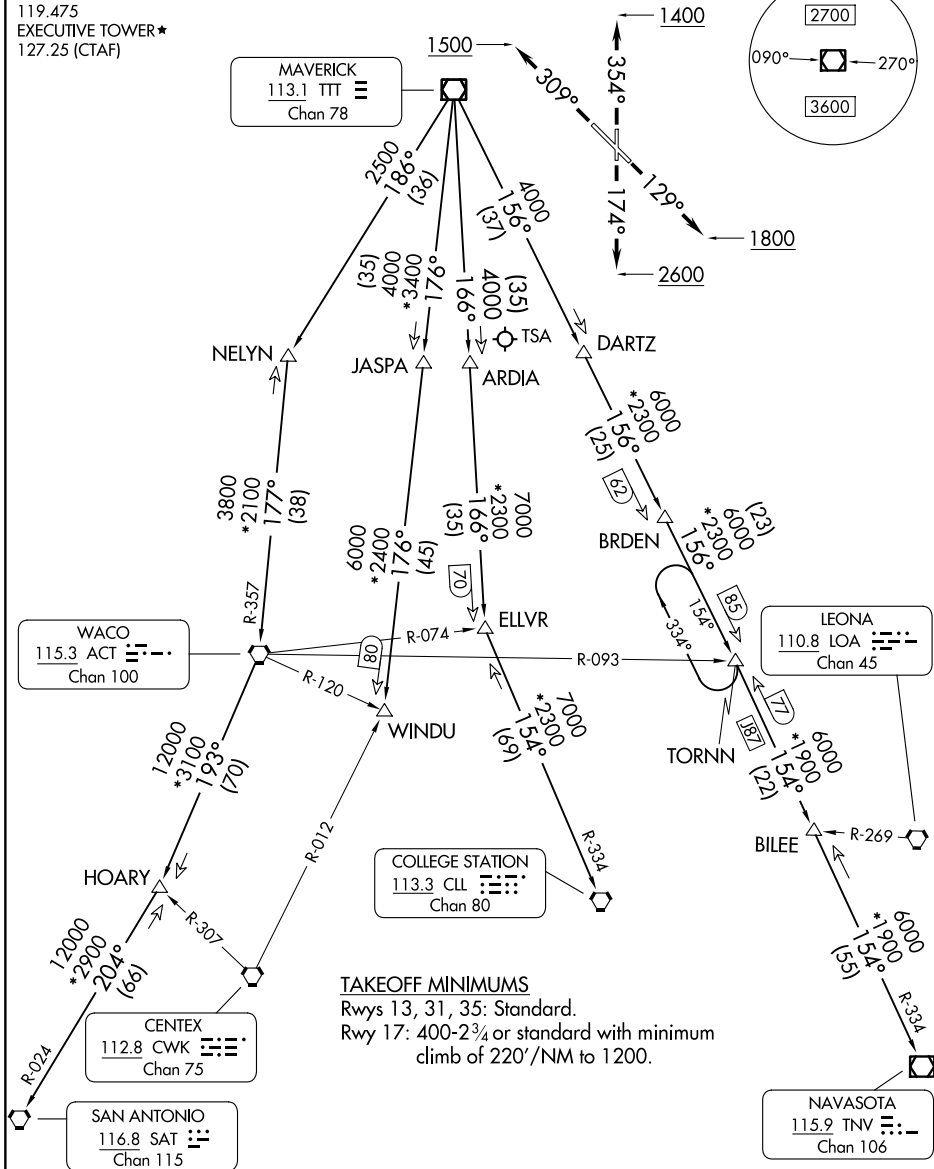 119.475
EXECUTIVE TOWER★
127.25 (CTAF)
1400
1500
354°
309°
174°
129°
1800
2600
2700
090°
270°
3600
MAVERICK
113.1 TTT
Chan 78
2500
186°
(36)
(35)
4000
*3400
176°
(35)
4000
166°
4000
156°
(37)
TSA
NELYN
JASPA
ARDIA
DARTZ
6000
*2300
156°
(25)
62
BRDEN
3800
*2100
177°
(38)
6000
*2400
176°
(45)
7000
*2300
166°
(35)
70
(23)
6000
*2300
156°
85
154°
334°
R-357
WACO
115.3 ACT
Chan 100
R-074
ELLVR
R-093
R-120
80
WINDU
LEONA
110.8 LOA
Chan 45
TORNN
77
J87
6000
*1900
154°
(22)
12000
*3100
193°
(70)
7000
*2300
154°
(69)
R-012
BILEE
R-269
HOARY
R-307
COLLEGE STATION
113.3 CLL
Chan 80
R-334
12000
*2900
204°
(66)
6000
*1900
154°
(55)
R-334
R-024
CENTEX
112.8 CWK
Chan 75
TAKEOFF MINIMUMS
Rwys 13, 31, 35: Standard.
Rwy 17: 400-2¾ or standard with minimum
climb of 220'/NM to 1200.
SAN ANTONIO
116.8 SAT
Chan 115
NAVASOTA
115.9 TNV
Chan 106